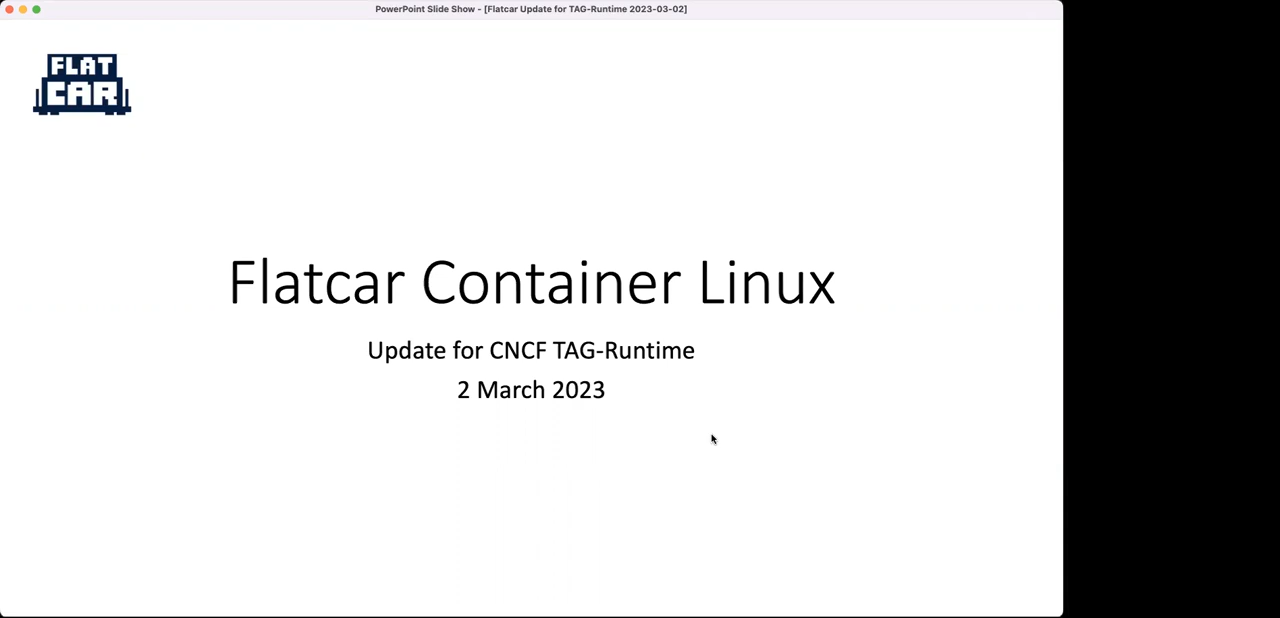 PowerPoint Slide Show - [Flatcar Update for TAG-Runtime 2023-03-02]
FLAT
CAR
Flatcar Container Linux
Update for CNCF TAG-Runtime
2 March 2023